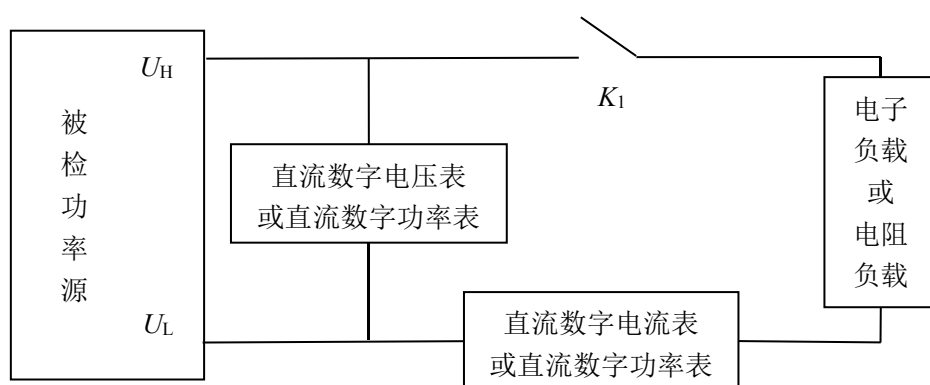 U_H
K_1
被
检
功
率
源
直流数字电压表
或直流数字功率表
电子
负载
或
电阻
负载
U_L
直流数字电流表
或直流数字功率表